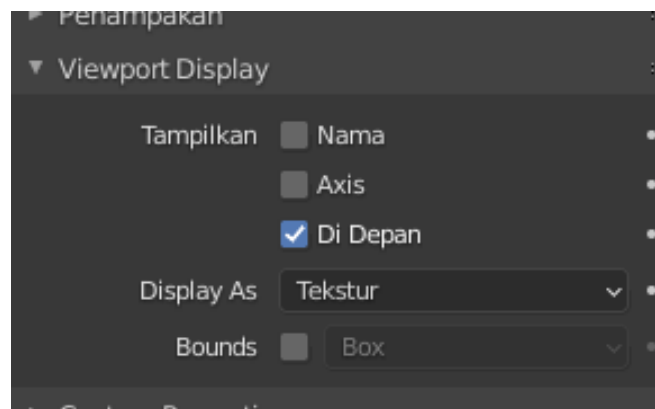 Penampakan
Viewport Display
Tampilkan Nama
Axis
Di Depan
Display As Tekstur
Bounds Box